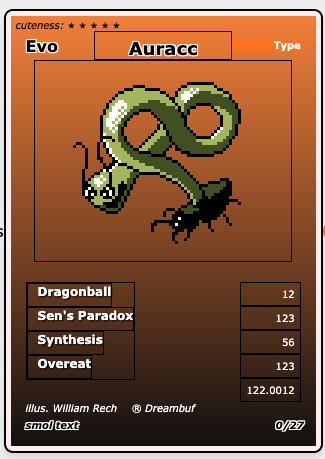 cuteness: ★ ★ ★ ★ ★
Evo Auracc Type
Dragonball 12
Sen's Paradox 123
Synthesis 56
Overeat 123
122.0012
illus. William Rech ® Dreambuf
smol text 0/27